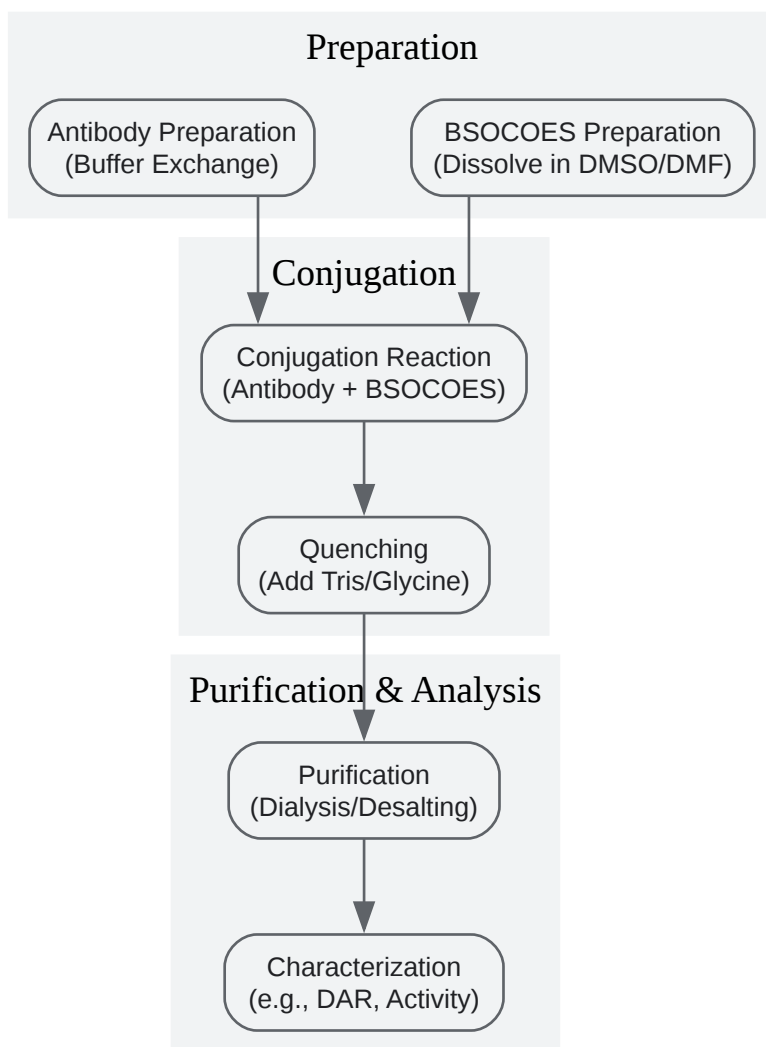 Preparation
Antibody Preparation
(Buffer Exchange)
BSOCOES Preparation
(Dissolve in DMSO/DMF)
Conjugation
Conjugation Reaction
(Antibody + BSOCOES)
Quenching
(Add Tris/Glycine)
Purification & Analysis
Purification
(Dialysis/Desalting)
Characterization
(e.g., DAR, Activity)